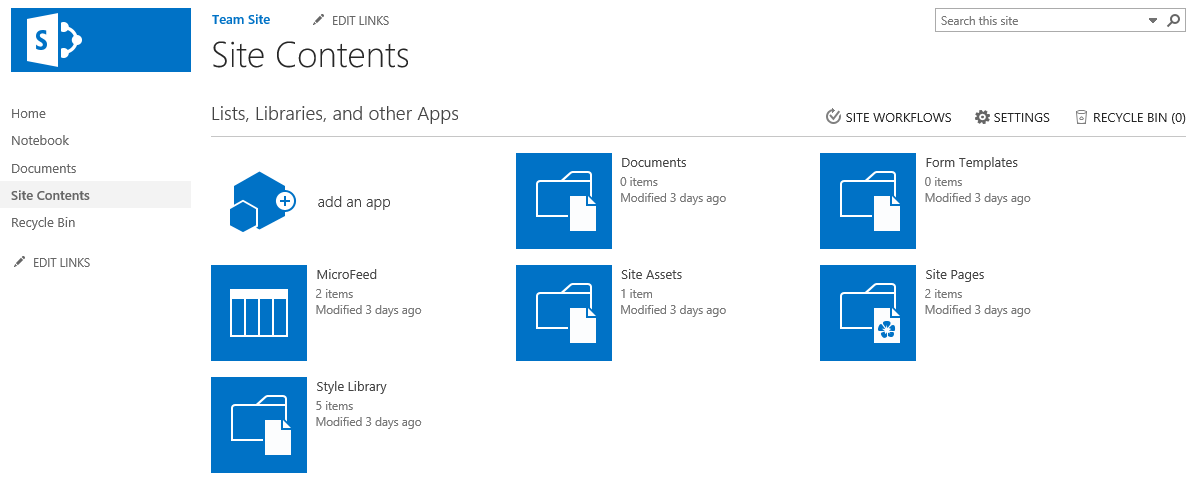 S
Team Site
EDIT LINKS
Search this site
Site Contents
Home
Notebook
Documents
Site Contents
Recycle Bin
EDIT LINKS
Lists, Libraries, and other Apps
SITE WORKFLOWS
SETTINGS
RECYCLE BIN (0)
add an app
Documents
0 items
Modified 3 days ago
Form Templates
0 items
Modified 3 days ago
MicroFeed
2 items
Modified 3 days ago
Site Assets
1 item
Modified 3 days ago
Site Pages
2 items
Modified 3 days ago
Style Library
5 items
Modified 3 days ago